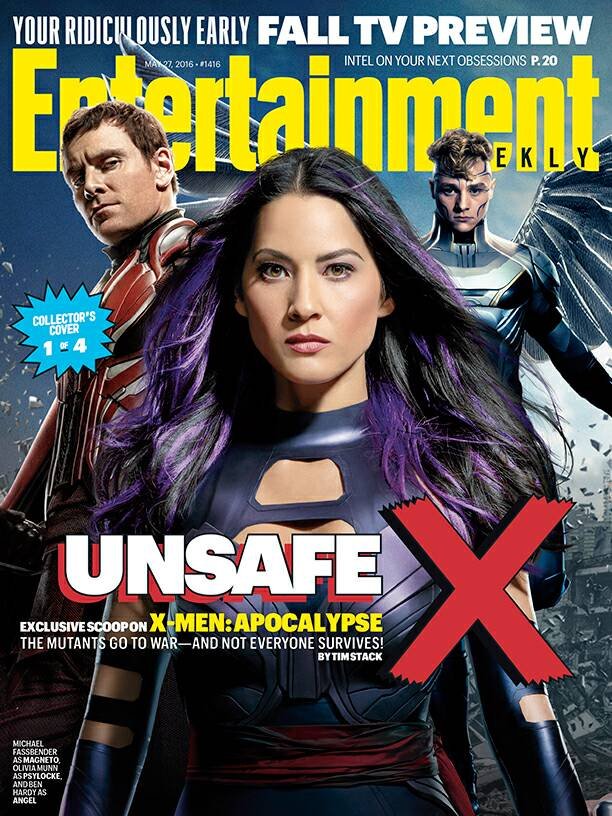 YOUR RIDICULOUSLY EARLY FALL TV PREVIEW
MAY 27, 2016 • #1416
INTEL ON YOUR NEXT OBSESSIONS P. 20
Entertainment
WEEKLY
COLLECTOR'S
COVER
1 OF 4
UNSAFE X
EXCLUSIVE SCOOP ON X-MEN: APOCALYPSE
THE MUTANTS GO TO WAR—AND NOT EVERYONE SURVIVES!
BY TIM STACK
MICHAEL
FASSBENDER
AS MAGNETO,
OLIVIA MUNN
AS PSYLOCKE,
AND BEN
HARDY AS
ANGEL